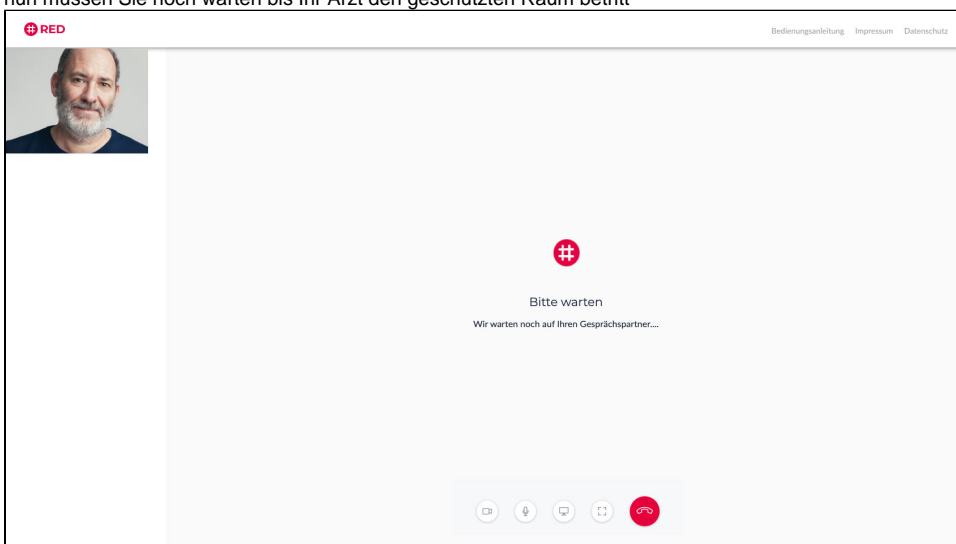 nun müssen Sie noch warten bis Ihr Arzt den geschützten Raum betritt
RED
Bedienungsanleitung Impressum Datenschutz
Bitte warten
Wir warten noch auf Ihren Gesprächspartner....